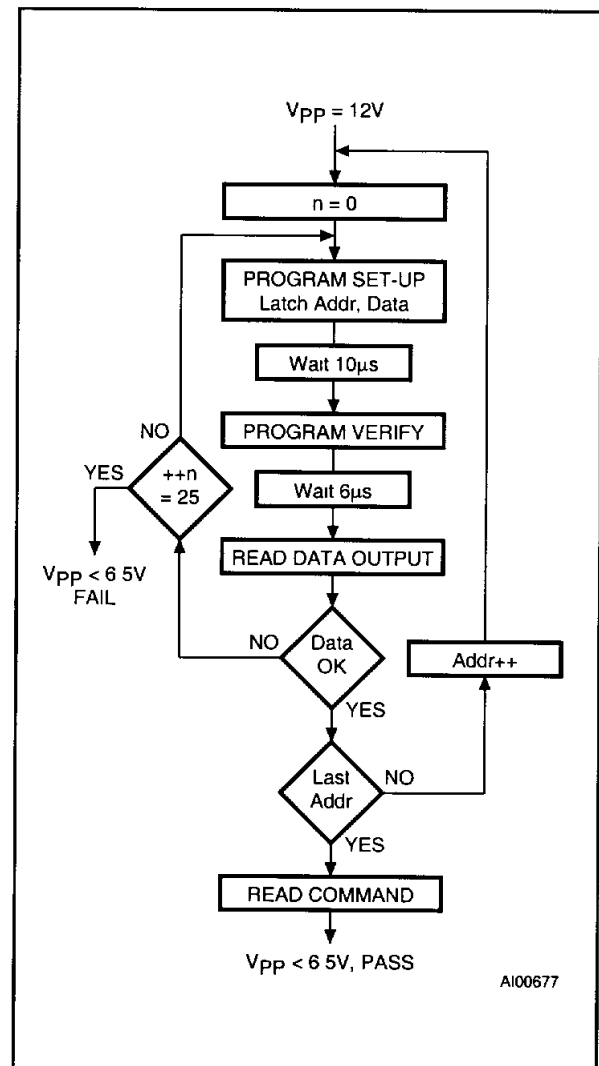 VPP = 12V
n = 0
PROGRAM SET-UP
Latch Addr, Data
Wait 10µs
NO
PROGRAM VERIFY
YES
++n
= 25
Wait 6µs
VPP < 6 5V
FAIL
READ DATA OUTPUT
NO
Data
OK
Addr++
YES
Last
Addr
NO
YES
READ COMMAND
VPP < 6 5V, PASS
AI00677